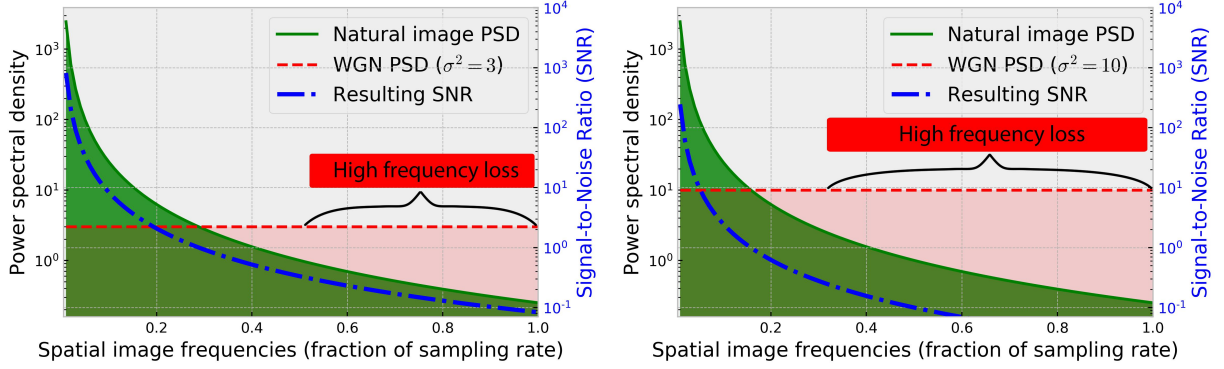 Natural image PSD
WGN PSD (σ² = 3)
Resulting SNR
High frequency loss
Power spectral density
10³
10²
10¹
10⁰
Signal-to-Noise Ratio (SNR)
10⁴
10³
10²
10¹
10⁰
10⁻¹
0.2
0.4
0.6
0.8
1.0
Spatial image frequencies (fraction of sampling rate)
Natural image PSD
WGN PSD (σ² = 10)
Resulting SNR
High frequency loss
Power spectral density
10³
10²
10¹
10⁰
Signal-to-Noise Ratio (SNR)
10⁴
10³
10²
10¹
10⁰
10⁻¹
0.2
0.4
0.6
0.8
1.0
Spatial image frequencies (fraction of sampling rate)